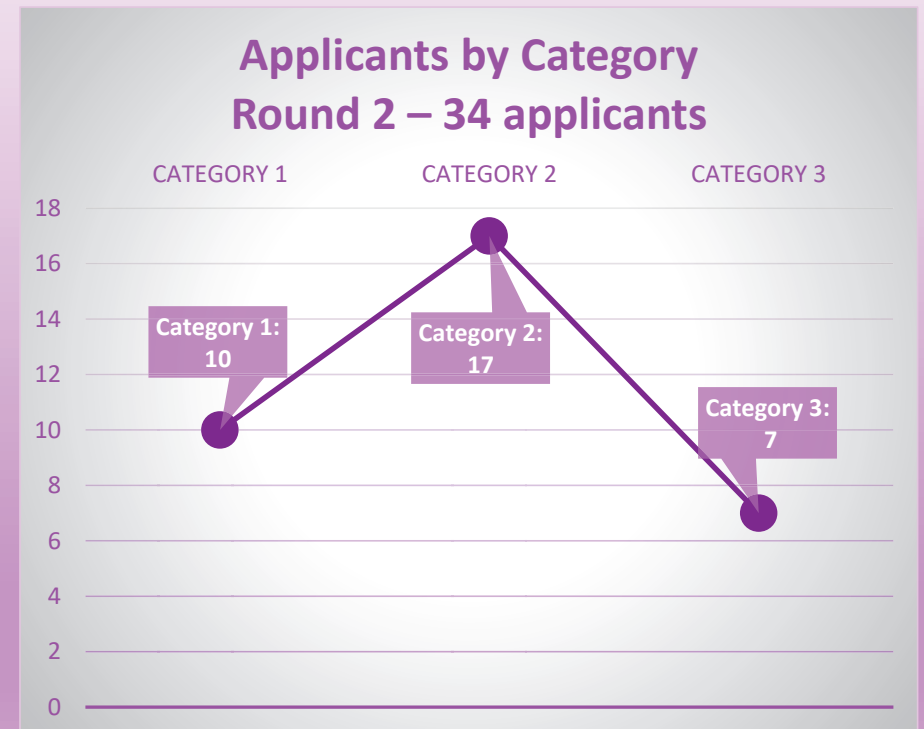 Applicants by Category
Round 2 – 34 applicants
CATEGORY 1 CATEGORY 2 CATEGORY 3
18
16
14
12
10
8
6
4
2
0
Category 1:
10
Category 2:
17
Category 3:
7